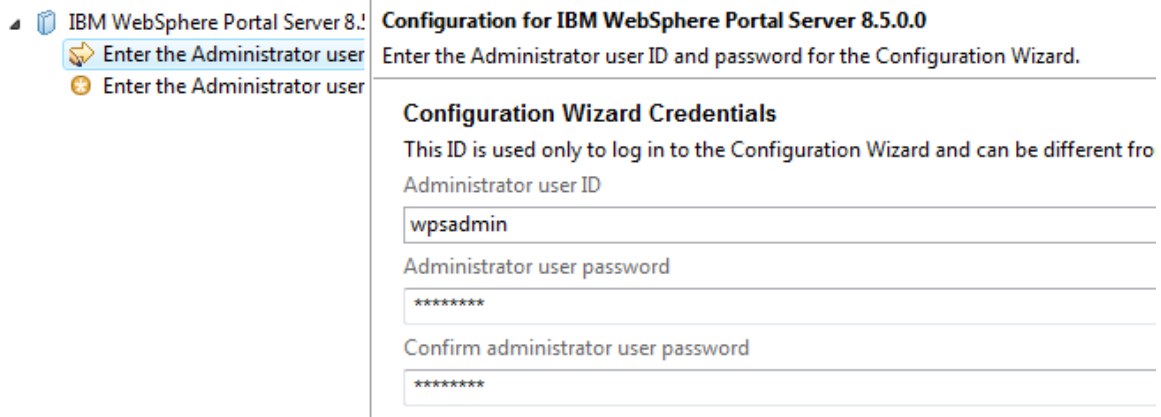 IBM WebSphere Portal Server 8.
Enter the Administrator user
Enter the Administrator user
Configuration for IBM WebSphere Portal Server 8.5.0.0
Enter the Administrator user ID and password for the Configuration Wizard.
Configuration Wizard Credentials
This ID is used only to log in to the Configuration Wizard and can be different fro
Administrator user ID
wpsadmin
Administrator user password
********
Confirm administrator user password
********